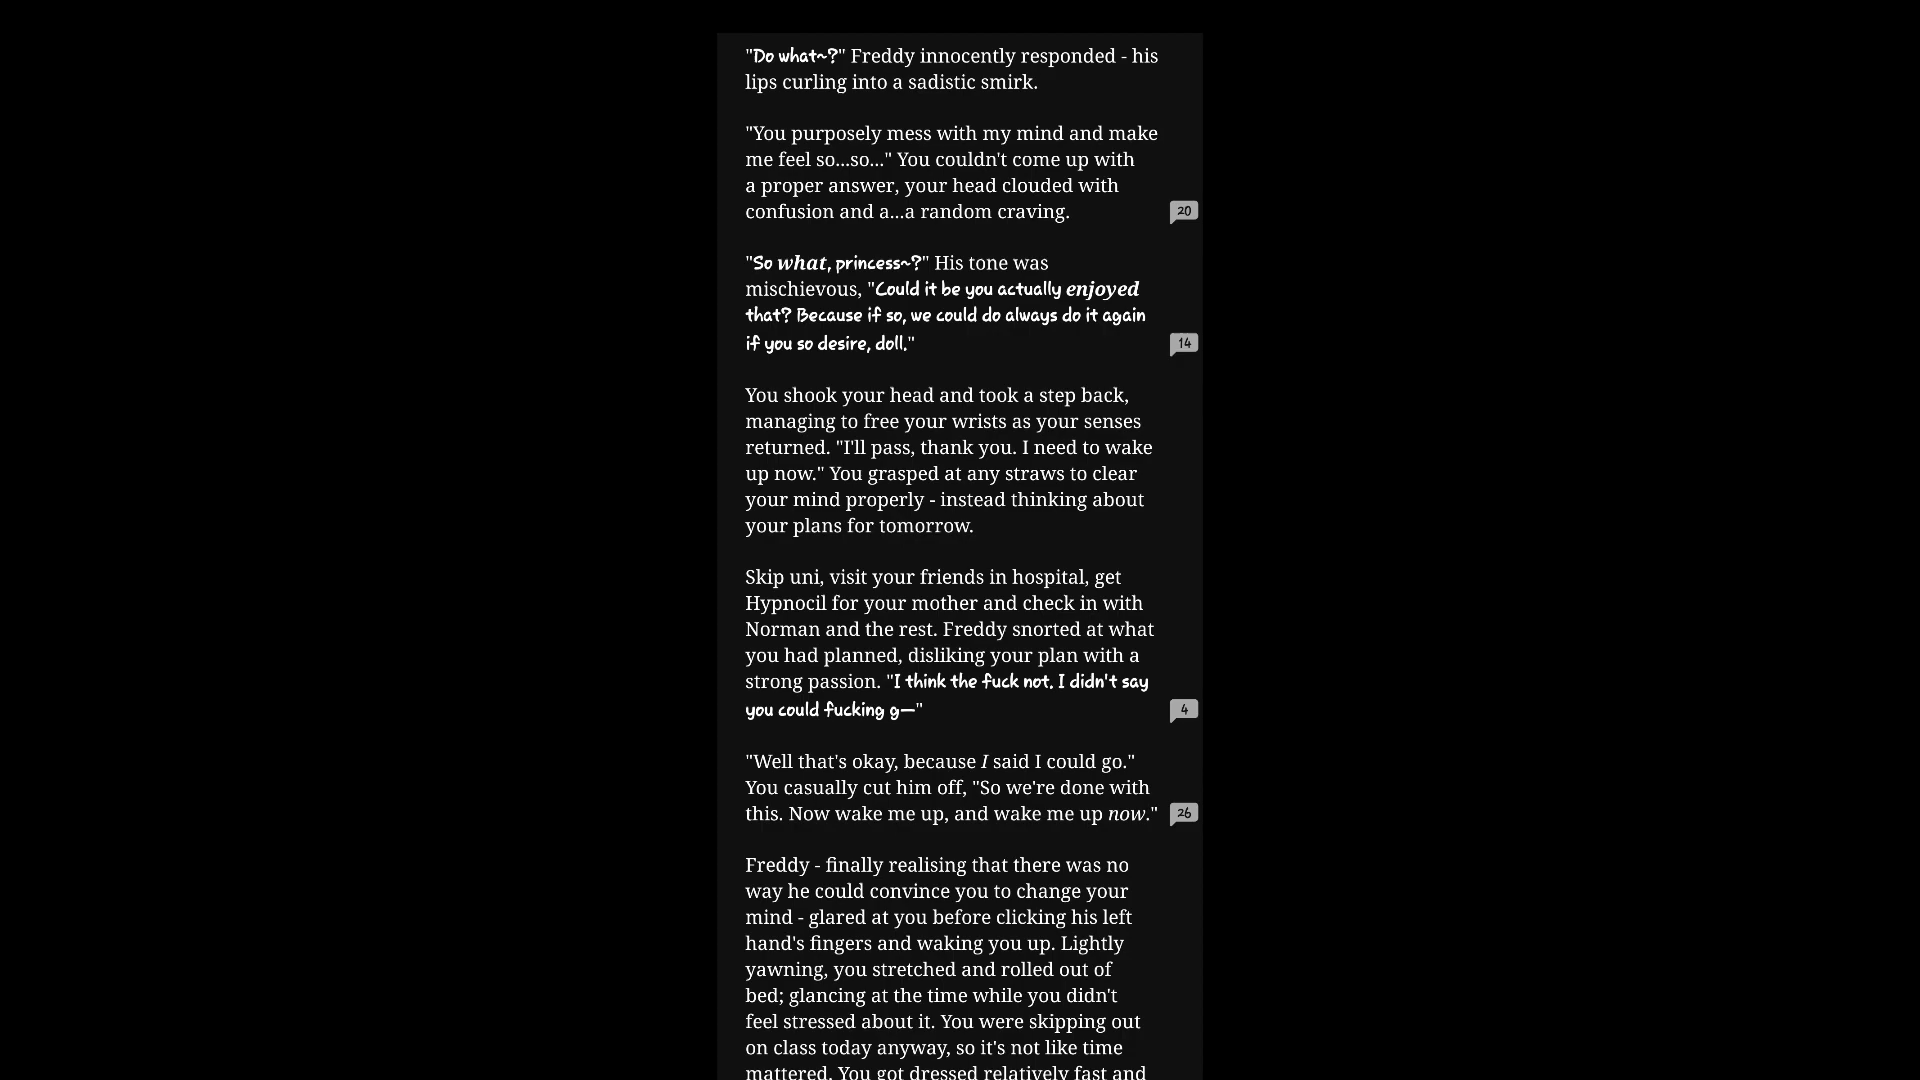 "Do what~?" Freddy innocently responded - his
lips curling into a sadistic smirk.
"You purposely mess with my mind and make
me feel so...so..." You couldn't come up with
a proper answer, your head clouded with
confusion and a...a random craving.
20
"So what, princess~?" His tone was
mischievous, "Could it be you actually enjoyed
that? Because if so, we could do always do it again
if you so desire, doll."
14
You shook your head and took a step back,
managing to free your wrists as your senses
returned. "I'll pass, thank you. I need to wake
up now." You grasped at any straws to clear
your mind properly - instead thinking about
your plans for tomorrow.
Skip uni, visit your friends in hospital, get
Hypnocil for your mother and check in with
Norman and the rest. Freddy snorted at what
you had planned, disliking your plan with a
strong passion. "I think the fuck not. I didn't say
you could fucking g—"
4
"Well that's okay, because I said I could go."
You casually cut him off, "So we're done with
this. Now wake me up, and wake me up now."
26
Freddy - finally realising that there was no
way he could convince you to change your
mind - glared at you before clicking his left
hand's fingers and waking you up. Lightly
yawning, you stretched and rolled out of
bed; glancing at the time while you didn't
feel stressed about it. You were skipping out
on class today anyway, so it's not like time
mattered. You got dressed relatively fast and